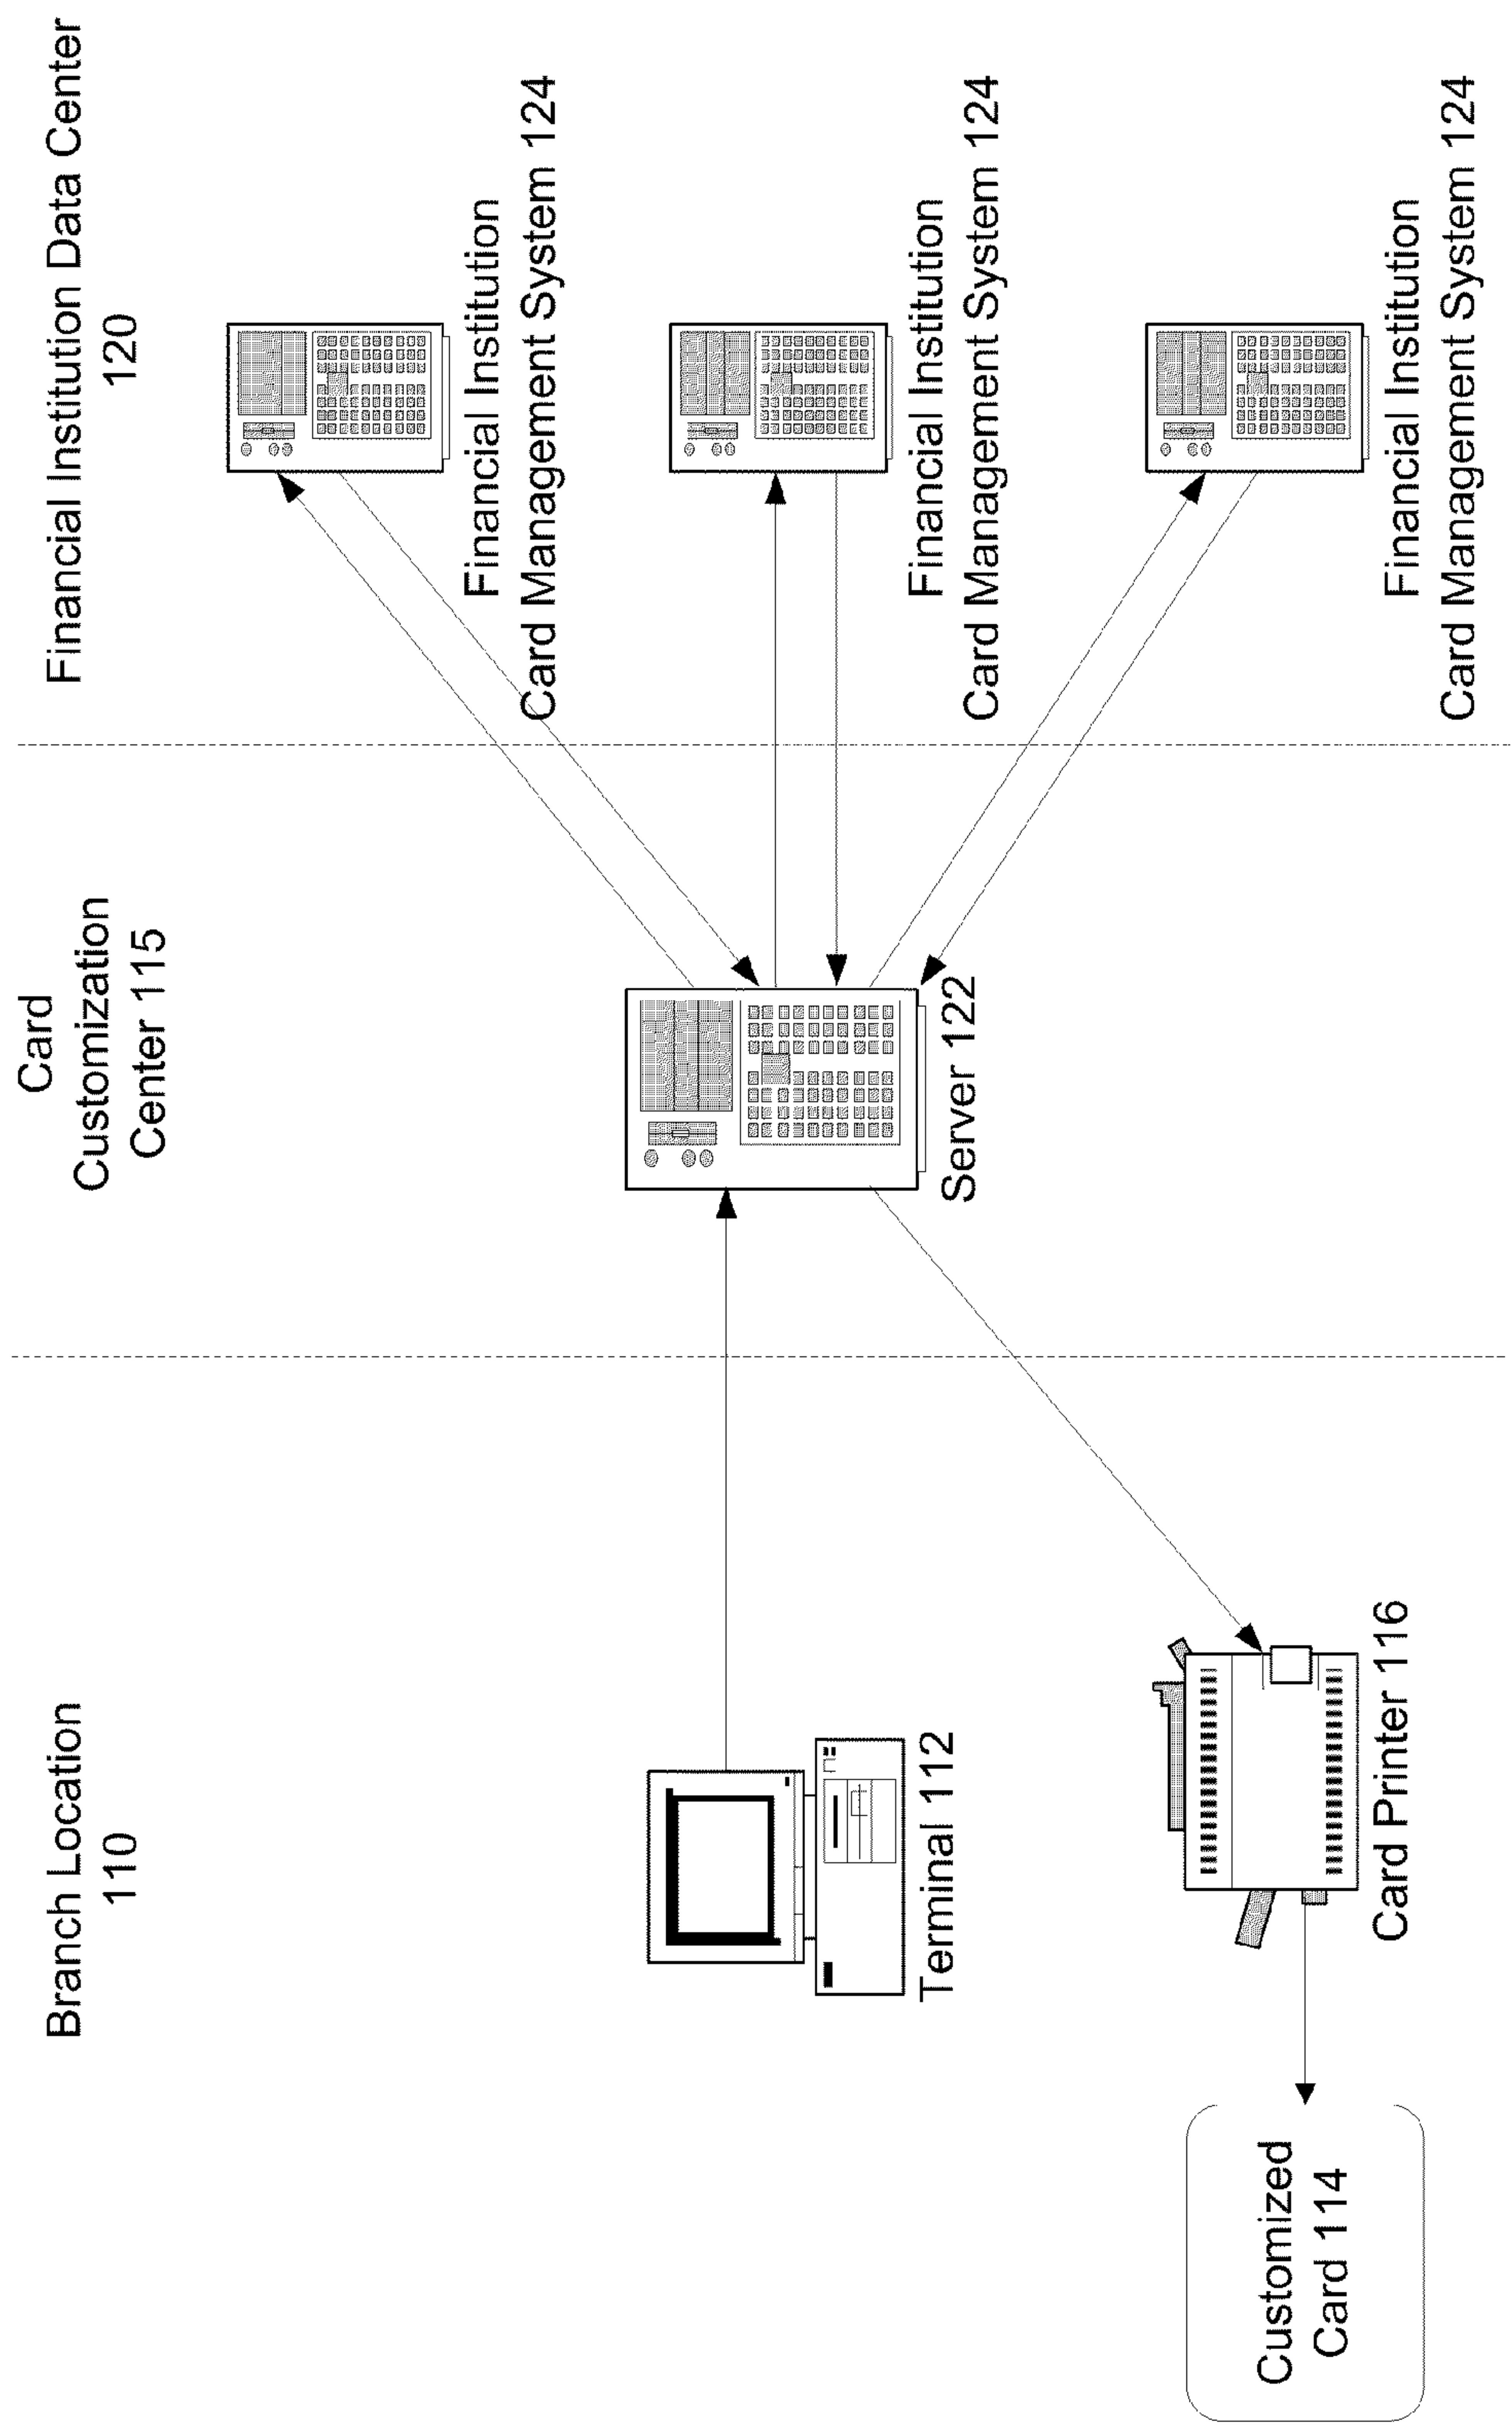 Branch Location
110
Card
Customization
Center 115
Financial Institution Data Center
120
Financial Institution
Card Management System 124
Terminal 112
Server 122
Financial Institution
Card Management System 124
Customized
Card 114
Card Printer 116
Financial Institution
Card Management System 124